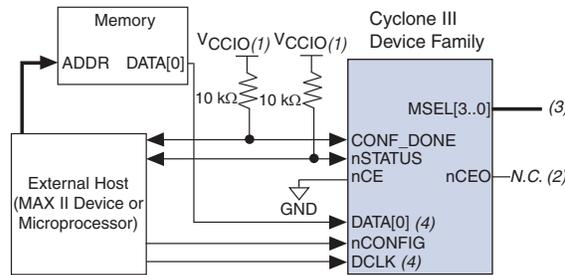 Memory
ADDR DATA[0]
VCCIO(1) VCCIO(1)
10 kΩ 10 kΩ
Cyclone III
Device Family
MSEL[3..0] (3)
CONF_DONE
nSTATUS
nCE nCEO N.C. (2)
GND
External Host
(MAX II Device or
Microprocessor)
DATA[0] (4)
nCONFIG
DCLK (4)